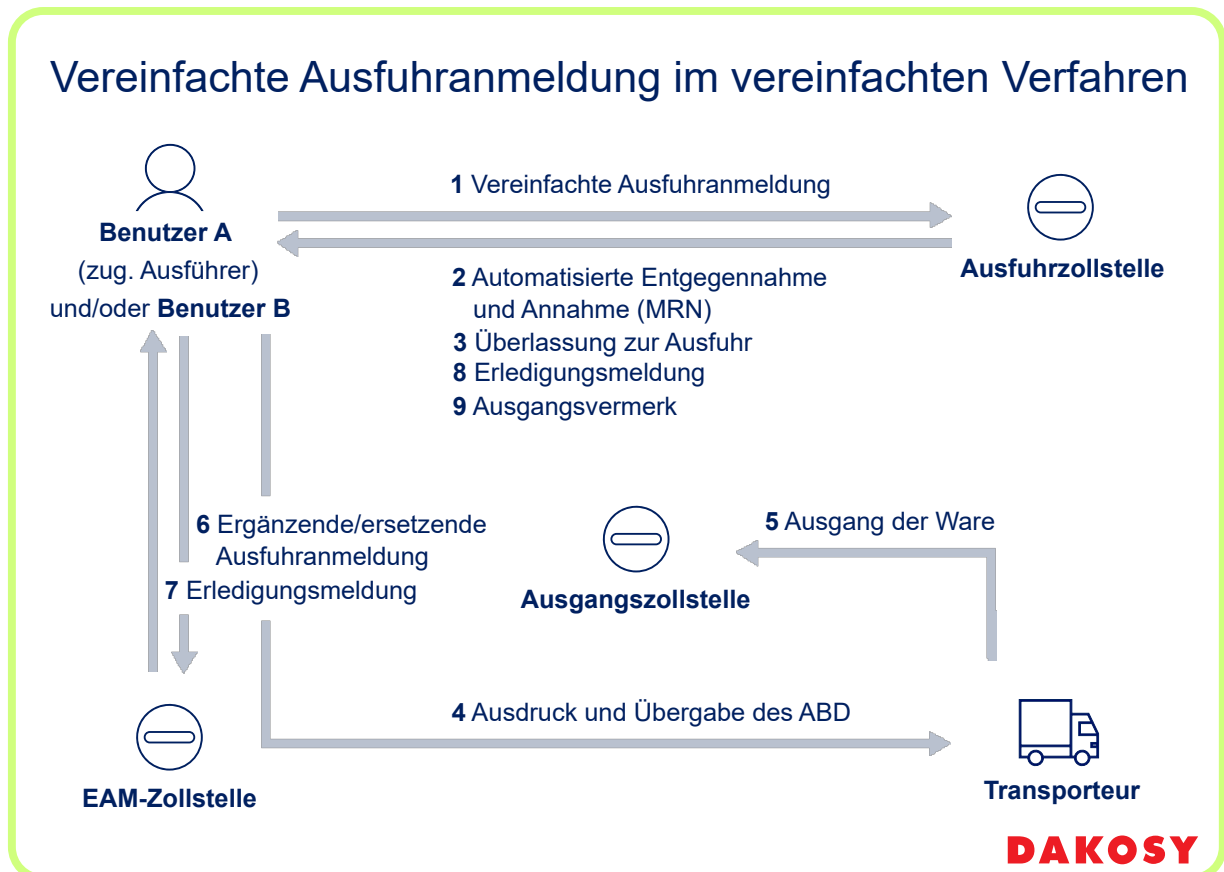 Vereinfachte Ausfuhranmeldung im vereinfachten Verfahren
1 Vereinfachte Ausfuhranmeldung
Benutzer A
(zug. Ausführer)
und/oder Benutzer B
Ausfuhrzollstelle
2 Automatisierte Entgegennahme
und Annahme (MRN)
3 Überlassung zur Ausfuhr
8 Erledigungsmeldung
9 Ausgangsvermerk
6 Ergänzende/ersetzende
Ausfuhranmeldung
7 Erledigungsmeldung
5 Ausgang der Ware
Ausgangszollstelle
4 Ausdruck und Übergabe des ABD
EAM-Zollstelle
Transporteur
DAKOSY